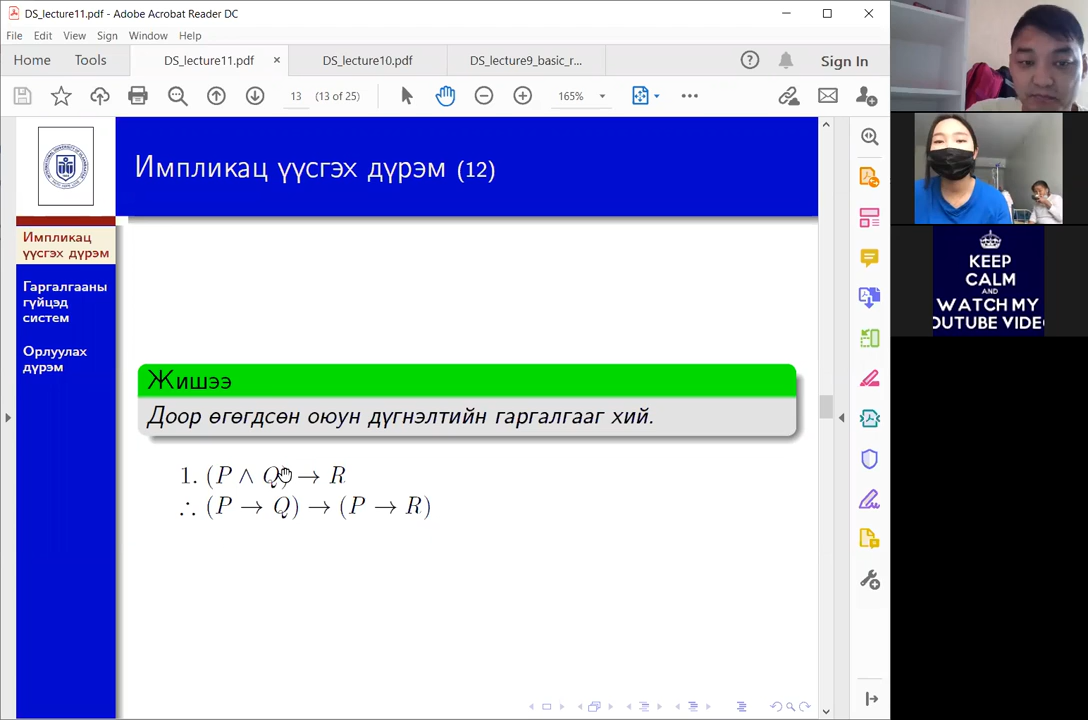 DS_lecture11.pdf - Adobe Acrobat Reader DC
File Edit View Sign Window Help
Home Tools DS_lecture11.pdf × DS_lecture10.pdf DS_lecture9_basic_r... Sign In
13 (13 of 25) 165%
Импликац үүсгэх дүрэм (12)
Импликац
үүсгэх дүрэм
Гаргалгааны
гүйцэд
систем
Орлуулах
дүрэм
Жишээ
Доор өгөгдсөн оюун дүгнэлтийн гаргалгааг хий.
1. (P ∧ Q) → R
∴ (P → Q) → (P → R)
KEEP
CALM
AND
WATCH MY
OUTUBE VIDE